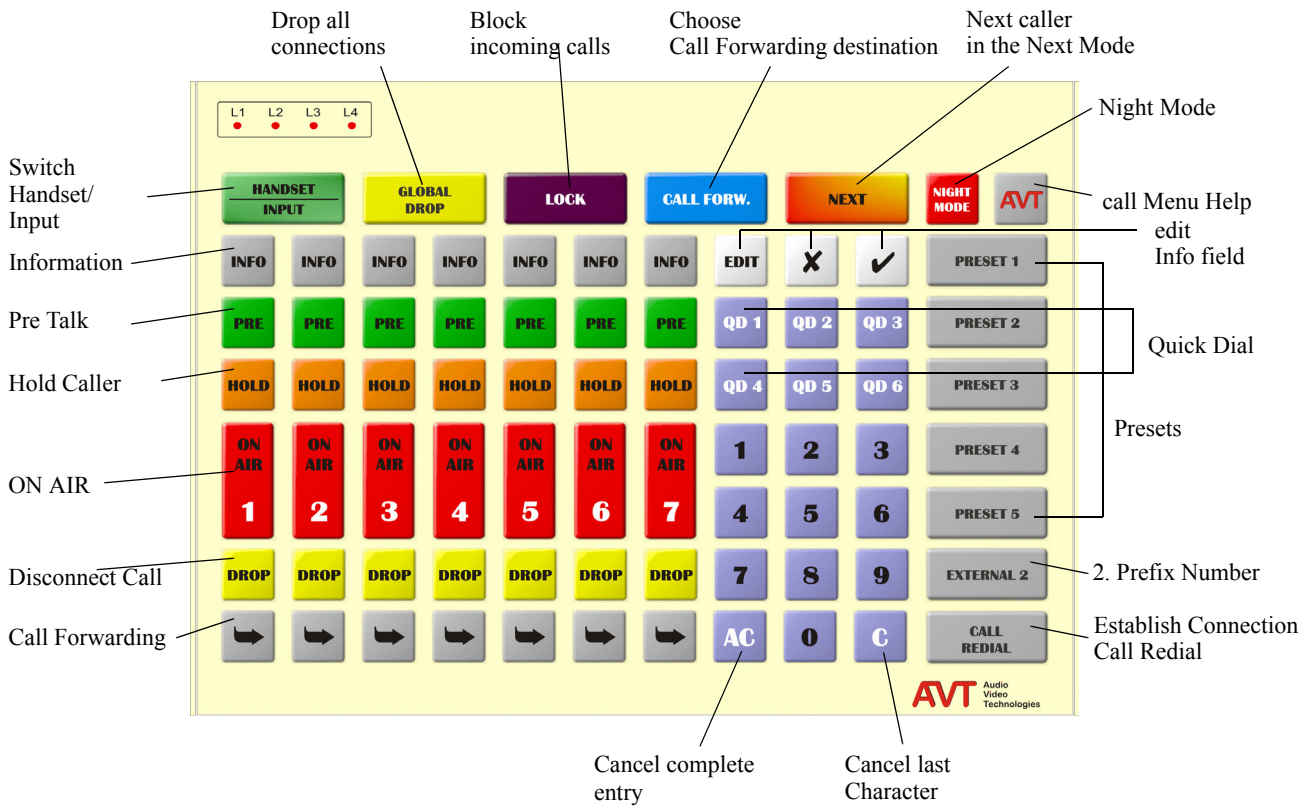 Drop all
connections
Block
incoming calls
Choose
Call Forwarding destination
Next caller
in the Next Mode
Night Mode
L1 L2 L3 L4
Switch
Handset/
Input
HANDSET
INPUT
GLOBAL
DROP
LOCK
CALL FORW.
NEXT
NIGHT
MODE
AVT
call Menu Help
edit
Info field
Information
INFO INFO INFO INFO INFO INFO INFO EDIT ✘ ✔ PRESET 1
Pre Talk
PRE PRE PRE PRE PRE PRE PRE QD 1 QD 2 QD 3 PRESET 2
Quick Dial
Hold Caller
HOLD HOLD HOLD HOLD HOLD HOLD HOLD QD 4 QD 5 QD 6 PRESET 3
Presets
ON AIR
ON ON ON ON ON ON ON
AIR AIR AIR AIR AIR AIR AIR
1 2 3 4 5 6 7
1 2 3 PRESET 4
4 5 6 PRESET 5
Disconnect Call
DROP DROP DROP DROP DROP DROP DROP 7 8 9 EXTERNAL 2
2. Prefix Number
Call Forwarding
AC 0 C
CALL
REDIAL
Establish Connection
Call Redial
AVT
Audio
Video
Technologies
Cancel complete
entry
Cancel last
Character